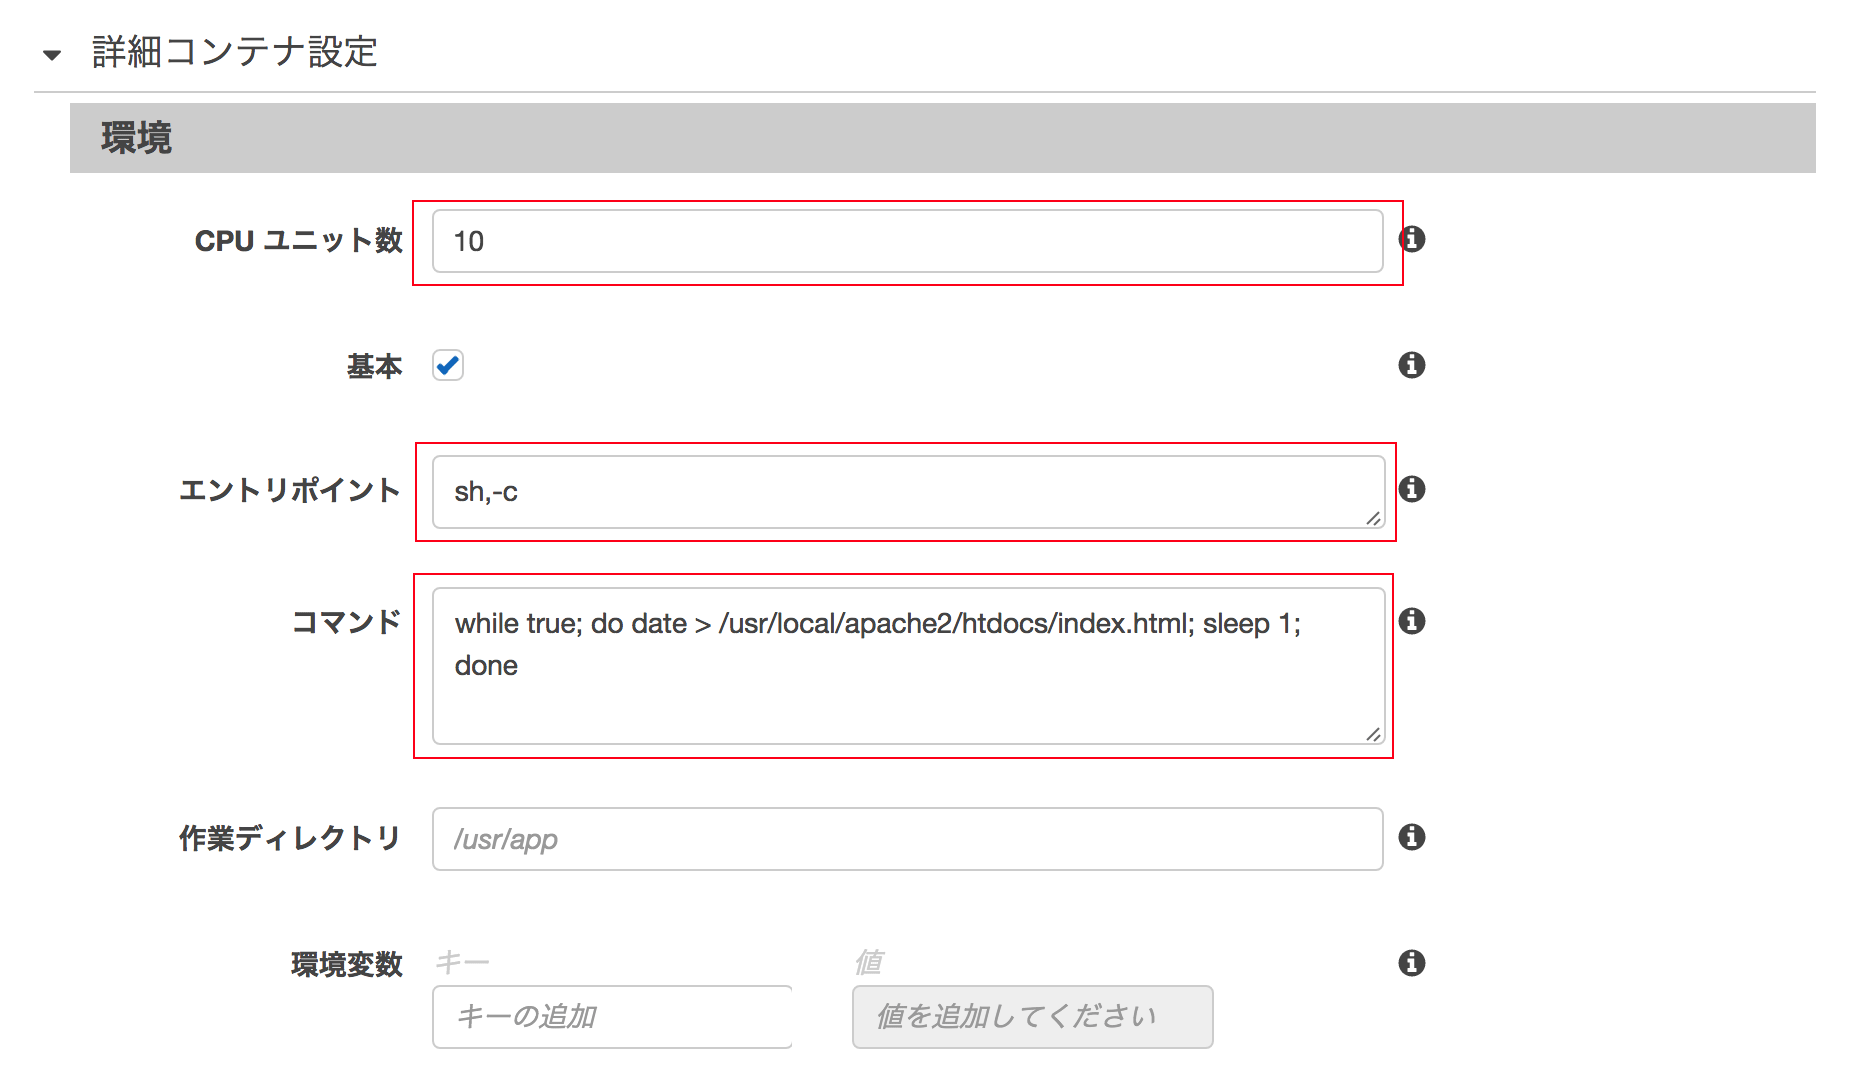 詳細コンテナ設定
環境
CPU ユニット数
10
基本
エントリポイント
sh,-c
コマンド
while true; do date > /usr/local/apache2/htdocs/index.html; sleep 1;
done
作業ディレクトリ
/usr/app
環境変数
キー
値
キーの追加
値を追加してください